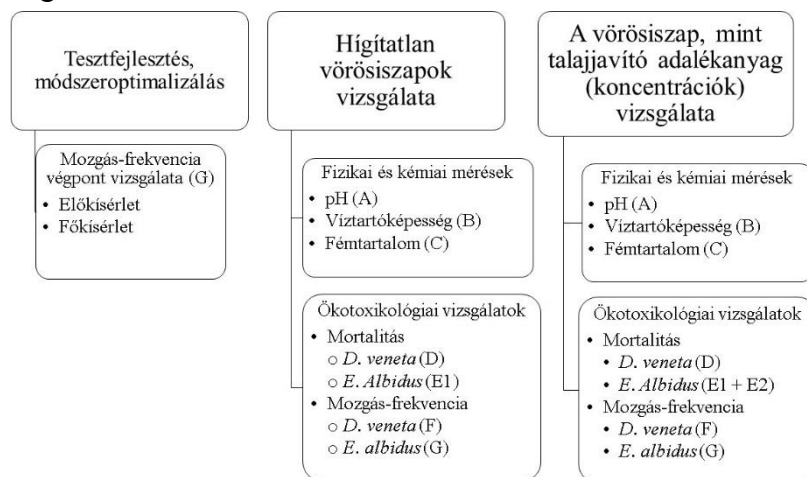 Tesztfejlesztés,
módszeroptimalizálás
Mozgás-frekvencia
végpont vizsgálata (G)
• Előkísérlet
• Főkísérlet
Hígítatlan
vörösiszapok
vizsgálata
Fizikai és kémiai mérések
• pH (A)
• Víztartóképesség (B)
• Fémtartalom (C)
Ökotoxikológiai vizsgálatok
• Mortalitás
○ D. veneta (D)
○ E. Albidus (E1)
• Mozgás-frekvencia
○ D. veneta (F)
○ E. albidus (G)
A vörösiszap, mint
talajjavító adalékanyag
(koncentrációk)
vizsgálata
Fizikai és kémiai mérések
• pH (A)
• Víztartóképesség (B)
• Fémtartalom (C)
Ökotoxikológiai vizsgálatok
• Mortalitás
• D. veneta (D)
• E. Albidus (E1 + E2)
• Mozgás-frekvencia
• D. veneta (F)
• E. albidus (G)